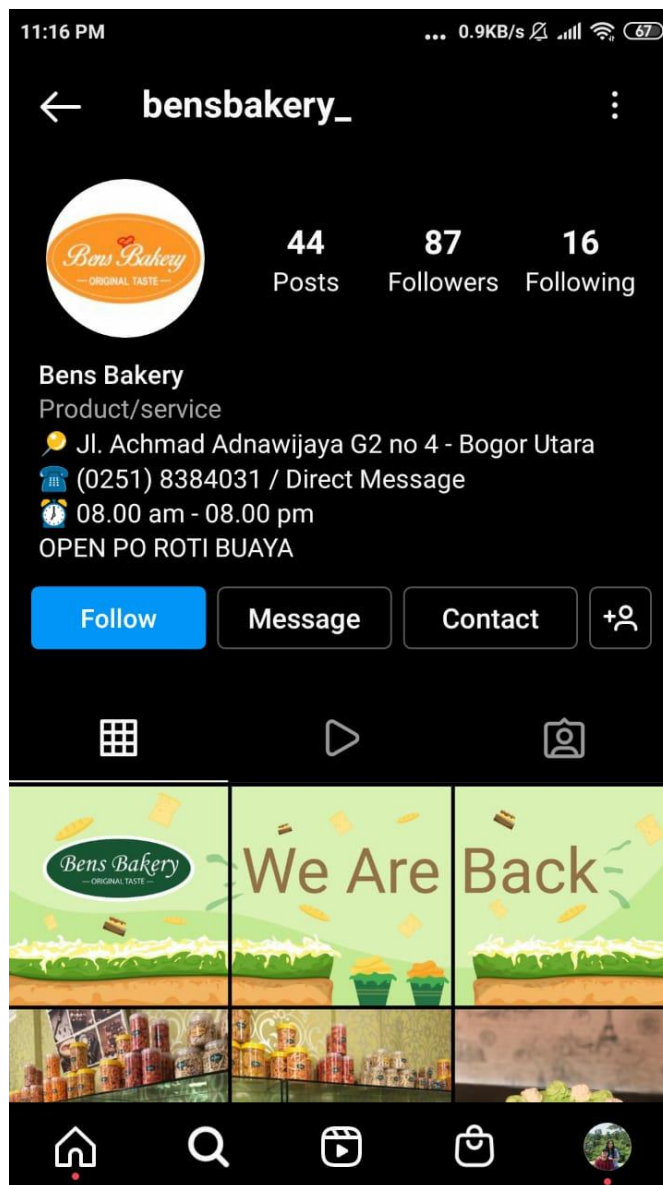 11:16 PM
... 0.9KB/s
67
bensbakery_
Bens Bakery
ORIGINAL TASTE
44
87
16
Posts
Followers
Following
Bens Bakery
Product/service
Jl. Achmad Adnawijaya G2 no 4 - Bogor Utara
(0251) 8384031 / Direct Message
08.00 am - 08.00 pm
OPEN PO ROTI BUAYA
Follow
Message
Contact
Bens Bakery
ORIGINAL TASTE
We Are Back